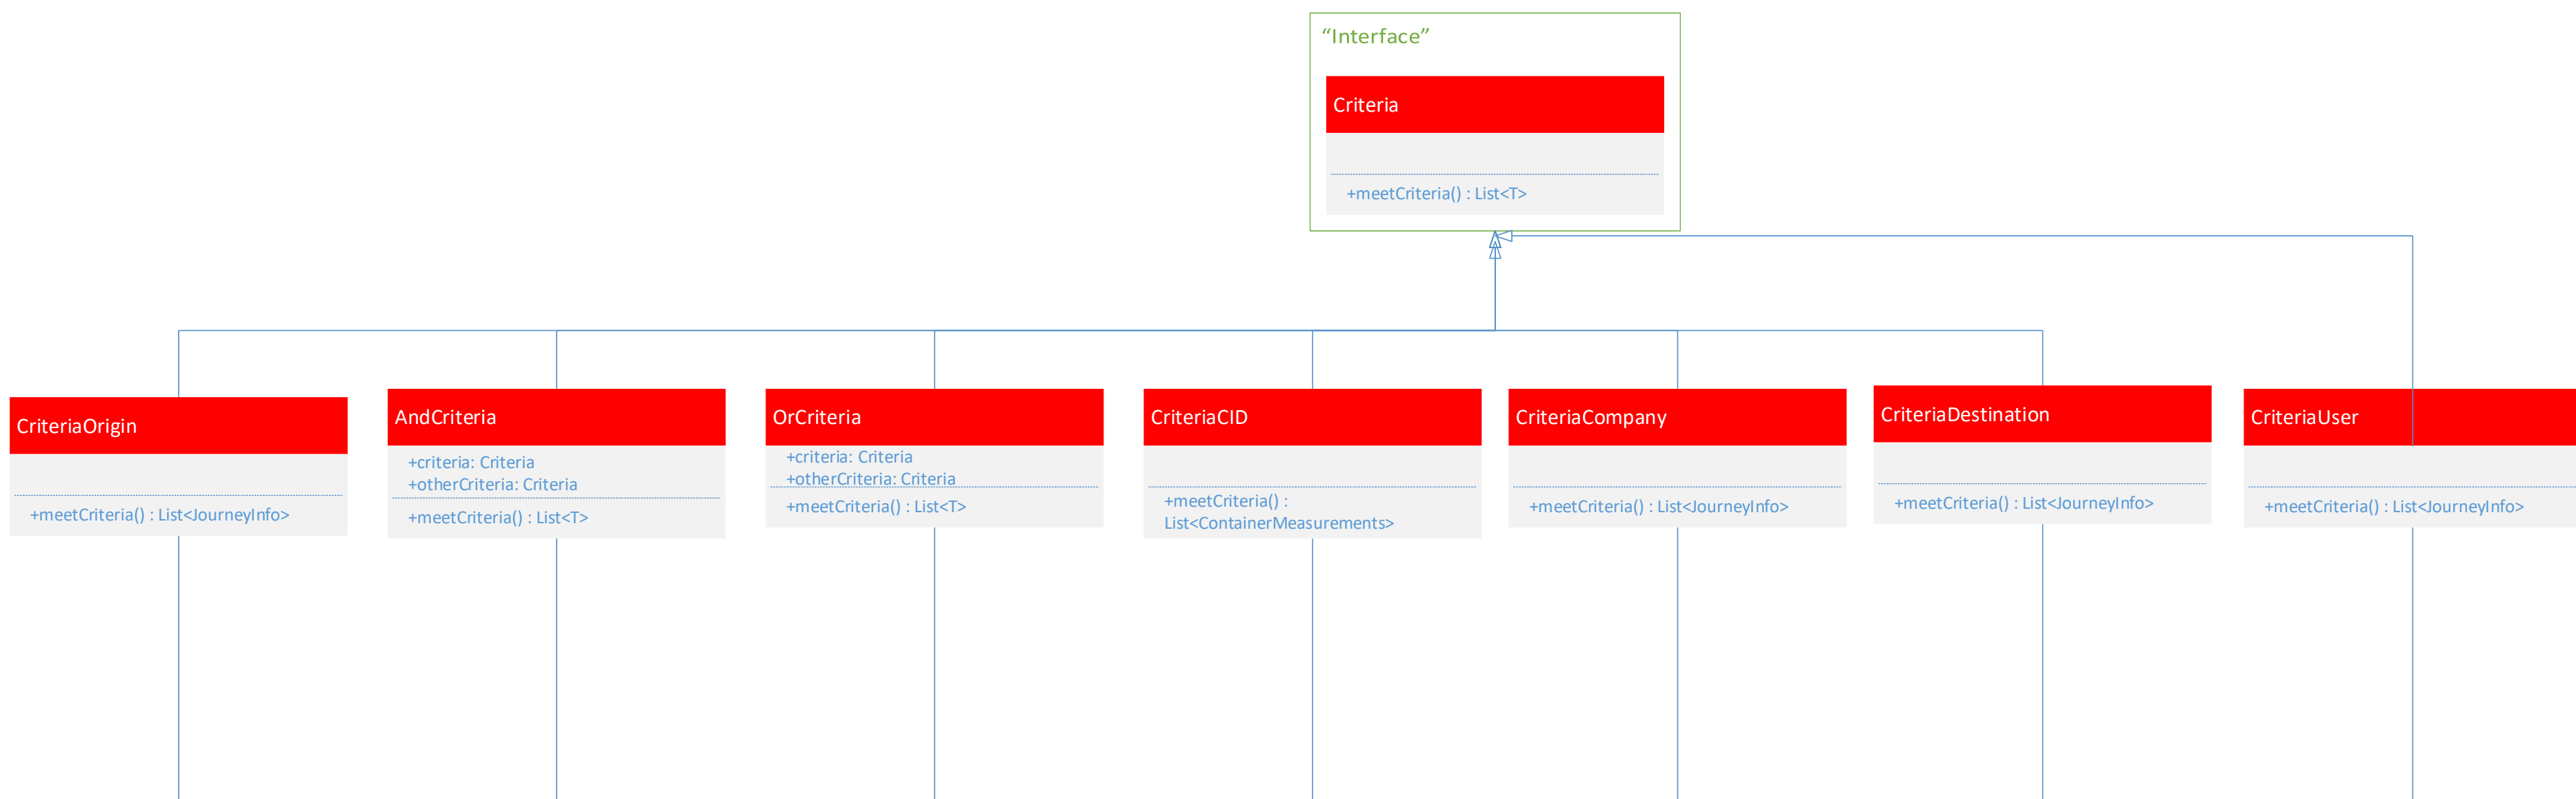 “Interface”
Criteria
+meetCriteria() : List<T>
CriteriaOrigin
+meetCriteria() : List<JourneyInfo>
AndCriteria
+criteria: Criteria
+otherCriteria: Criteria
+meetCriteria() : List<T>
OrCriteria
+criteria: Criteria
+otherCriteria: Criteria
+meetCriteria() : List<T>
CriteriaCID
+meetCriteria() :
List<ContainerMeasurements>
CriteriaCompany
+meetCriteria() : List<JourneyInfo>
CriteriaDestination
+meetCriteria() : List<JourneyInfo>
CriteriaUser
+meetCriteria() : List<JourneyInfo>